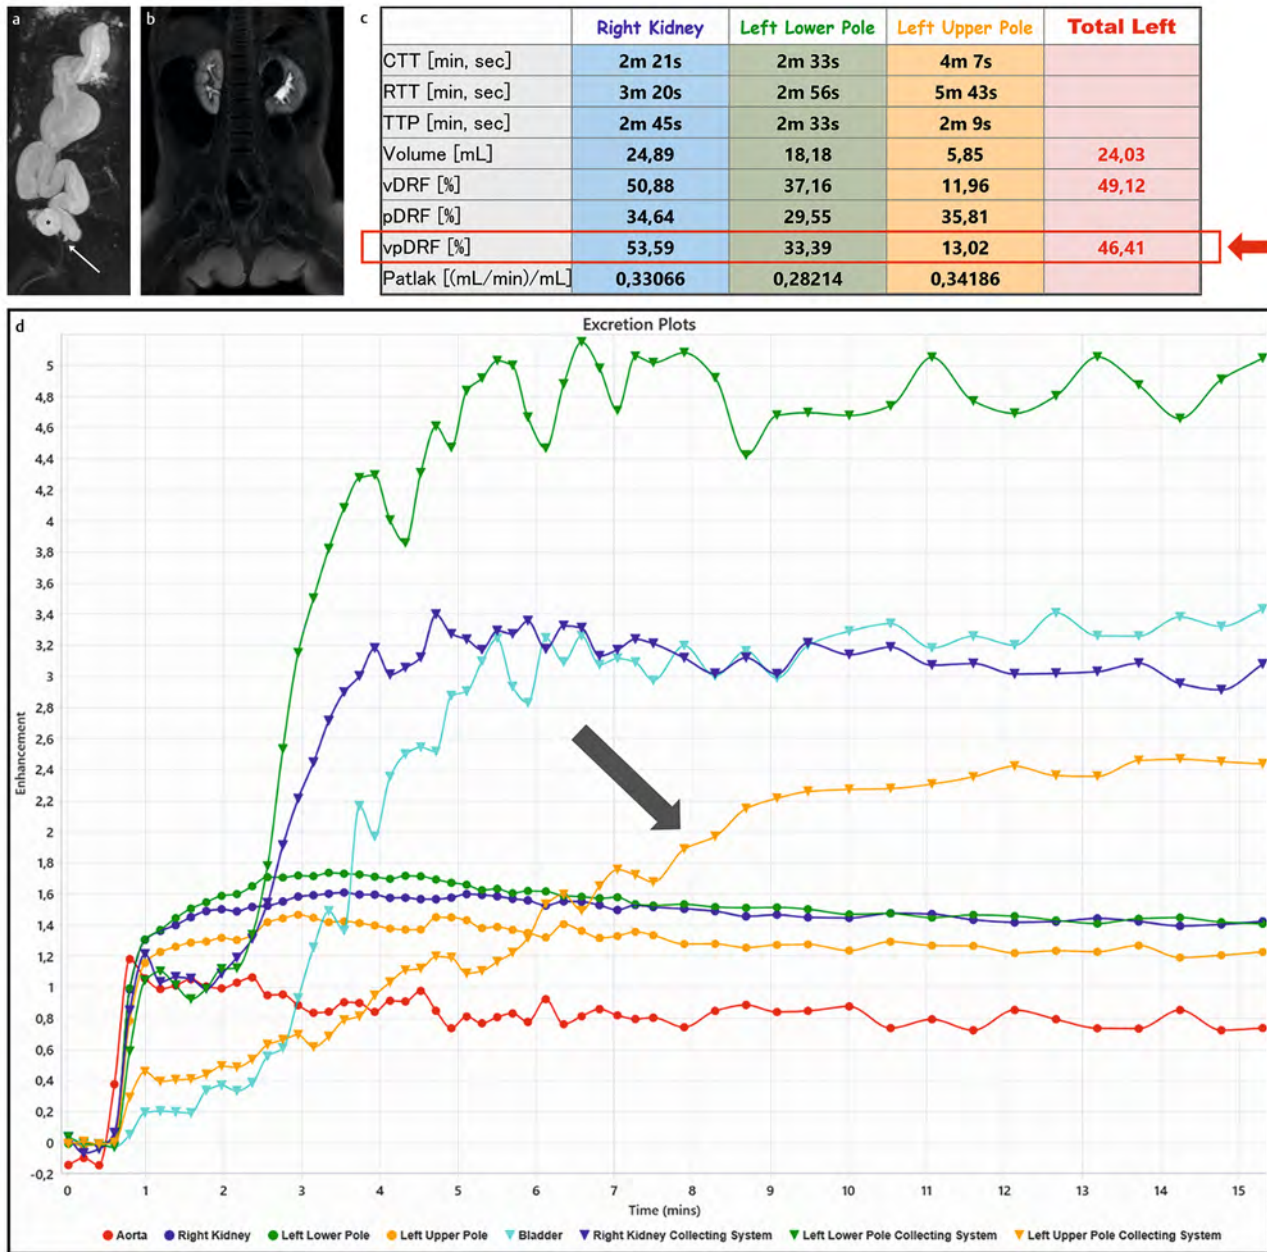 a
b
c
Right Kidney Left Lower Pole Left Upper Pole Total Left
CTT [min, sec] 2m 21s 2m 33s 4m 7s
RTT [min, sec] 3m 20s 2m 56s 5m 43s
TTP [min, sec] 2m 45s 2m 33s 2m 9s
Volume [mL] 24,89 18,18 5,85 24,03
vDRF [%] 50,88 37,16 11,96 49,12
pDRF [%] 34,64 29,55 35,81
vpDRF [%] 53,59 33,39 13,02 46,41
Patlak [(mL/min)/mL] 0,33066 0,28214 0,34186
d
Excretion Plots
Enhancement
5
4,8
4,6
4,4
4,2
4
3,8
3,6
3,4
3,2
3
2,8
2,6
2,4
2,2
2
1,8
1,6
1,4
1,2
1
0,8
0,6
0,4
0,2
0
-0,2
0 1 2 3 4 5 6 7 8 9 10 11 12 13 14 15
Time (mins)
Aorta Right Kidney Left Lower Pole Left Upper Pole Bladder Right Kidney Collecting System Left Lower Pole Collecting System Left Upper Pole Collecting System